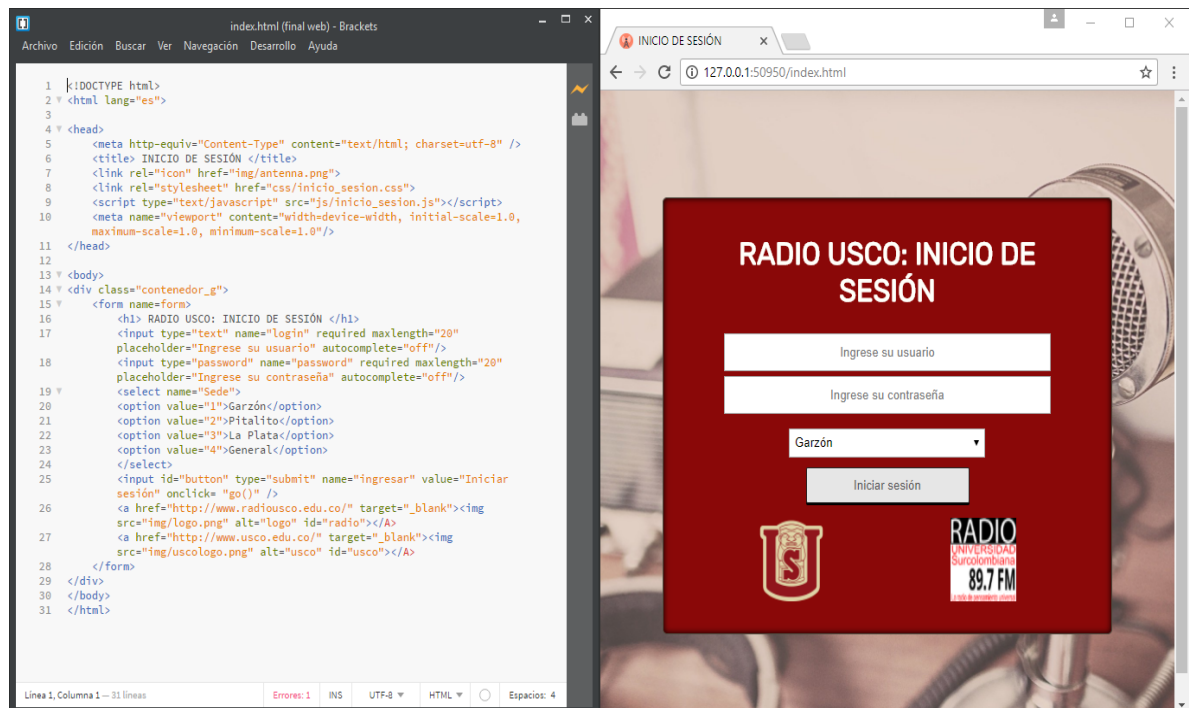 index.html (final web) - Brackets
Archivo Edición Buscar Ver Navegación Desarrollo Ayuda
1 <!DOCTYPE html>
2 <html lang="es">
3
4 <head>
5 <meta http-equiv="Content-Type" content="text/html; charset=utf-8" />
6 <title> INICIO DE SESIÓN </title>
7 <link rel="icon" href="img/antenna.png">
8 <link rel="stylesheet" href="css/inicio_sesion.css">
9 <script type="text/javascript" src="js/inicio_sesion.js"></script>
10 <meta name="viewport" content="width=device-width, initial-scale=1.0,
maximum-scale=1.0, minimum-scale=1.0"/>
11 </head>
12
13 <body>
14 <div class="contenedor_g">
15 <form name=form>
16 <h1> RADIO USCO: INICIO DE SESIÓN </h1>
17 <input type="text" name="login" required maxlength="20"
placeholder="Ingrese su usuario" autocomplete="off"/>
18 <input type="password" name="password" required maxlength="20"
placeholder="Ingrese su contraseña" autocomplete="off"/>
19 <select name="Sede">
20 <option value="1">Garzón</option>
21 <option value="2">Pitalito</option>
22 <option value="3">La Plata</option>
23 <option value="4">General</option>
24 </select>
25 <input id="button" type="submit" name="ingresar" value="Iniciar
sesión" onclick= "go()" />
26 <a href="http://www.radiousco.edu.co/" target="_blank"><img
src="img/logo.png" alt="logo" id="radio"></A>
27 <a href="http://www.usco.edu.co/" target="_blank"><img
src="img/uscologo.png" alt="usco" id="usco"></A>
28 </form>
29 </div>
30 </body>
31 </html>
Línea 1, Columna 1 — 31 líneas
Errores: 1 INS UTF-8 HTML Espacios: 4
INICIO DE SESIÓN
127.0.0.1:50950/index.html
RADIO USCO: INICIO DE
SESIÓN
Ingrese su usuario
Ingrese su contraseña
Garzón
Iniciar sesión
S
RADIO
UNIVERSIDAD
Surcolombiana
89.7 FM